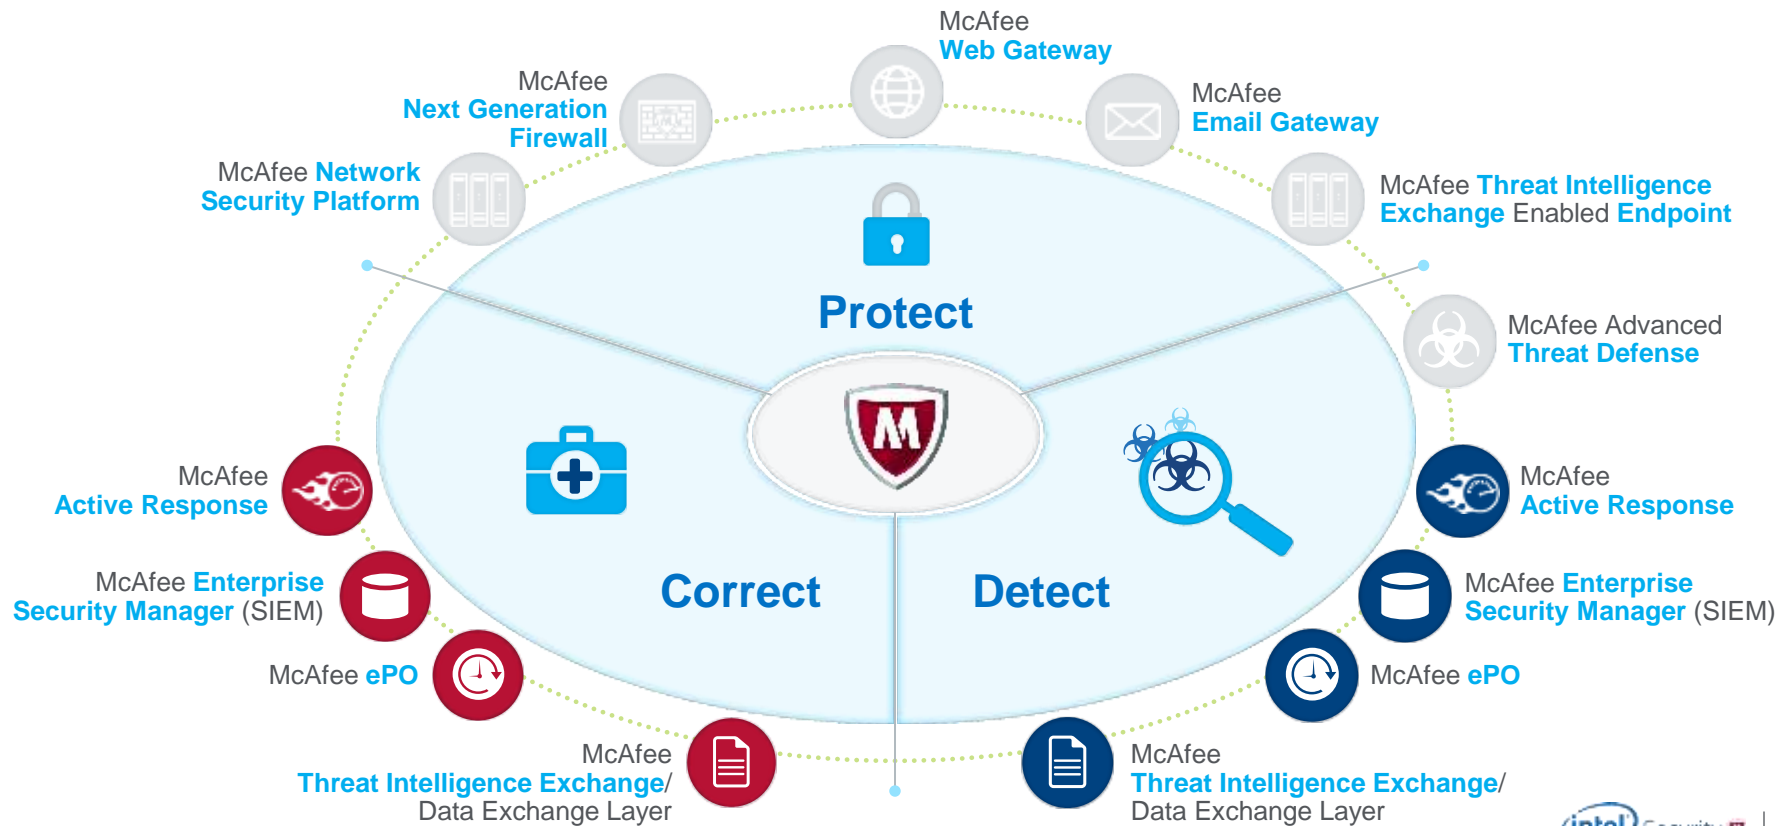 McAfee
Web Gateway
McAfee
Next Generation
Firewall
McAfee
Email Gateway
McAfee Network
Security Platform
McAfee Threat Intelligence
Exchange Enabled Endpoint
Protect
McAfee Advanced
Threat Defense
McAfee
Active Response
McAfee
Active Response
Correct
Detect
McAfee Enterprise
Security Manager (SIEM)
McAfee Enterprise
Security Manager (SIEM)
McAfee ePO
McAfee ePO
McAfee
Threat Intelligence Exchange/
Data Exchange Layer
McAfee
Threat Intelligence Exchange/
Data Exchange Layer
intel Security